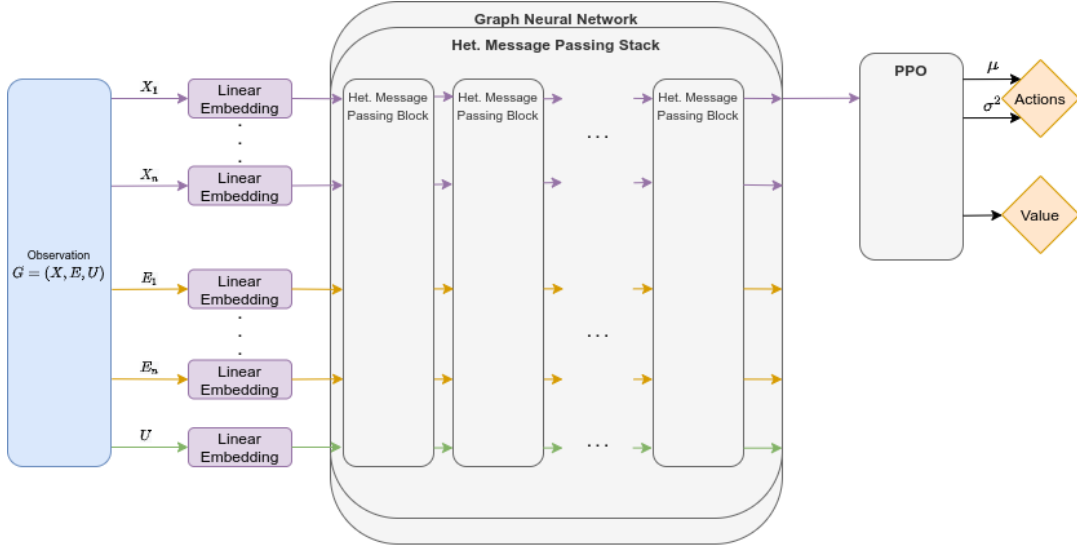 Graph Neural Network
Het. Message Passing Stack
Observation
G = (X, E, U)
X₁
Linear
Embedding
. . .
Xₙ
Linear
Embedding
E₁
Linear
Embedding
. . .
Eₙ
Linear
Embedding
U
Linear
Embedding
Het. Message
Passing Block
Het. Message
Passing Block
. . .
. . .
. . .
Het. Message
Passing Block
PPO
μ
σ²
Actions
Value